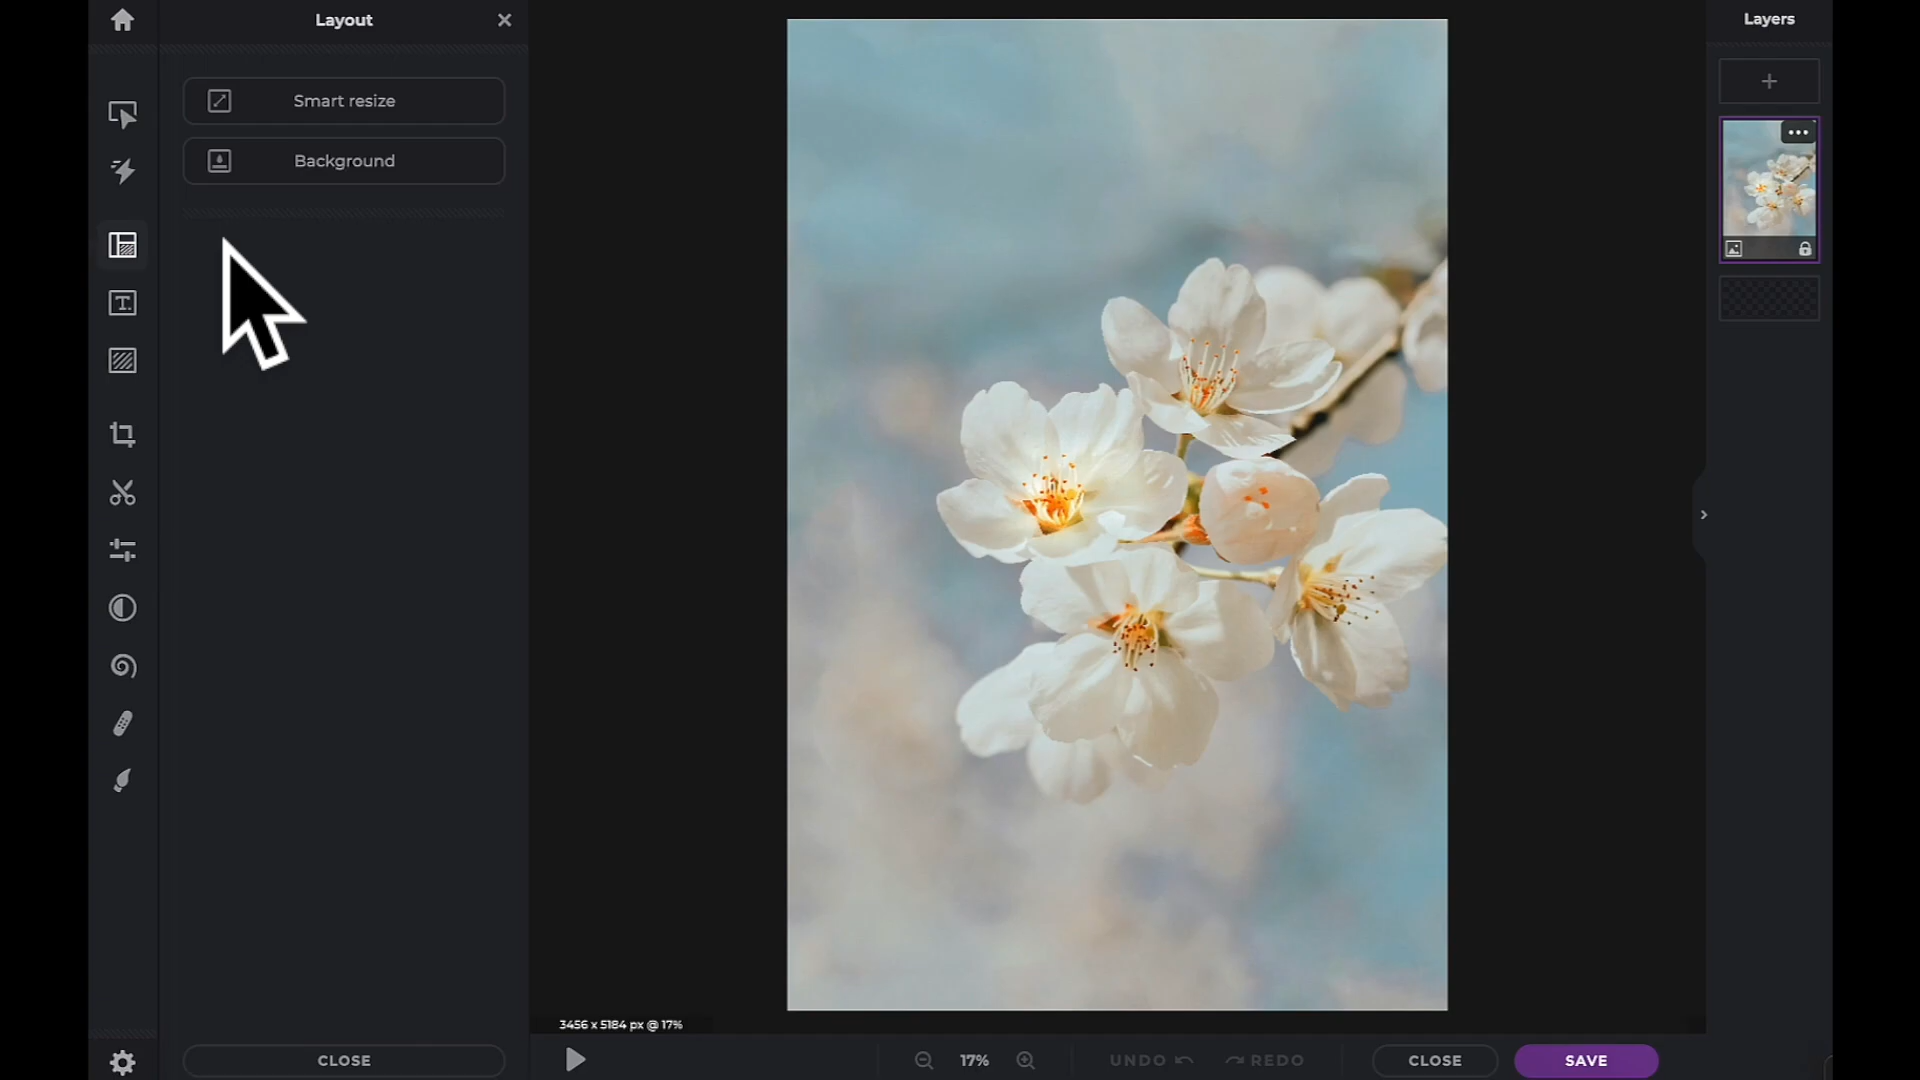 Layout
Smart resize
Background
CLOSE
3456 x 5184 px @ 17%
17%
UNDO
REDO
CLOSE
SAVE
Layers